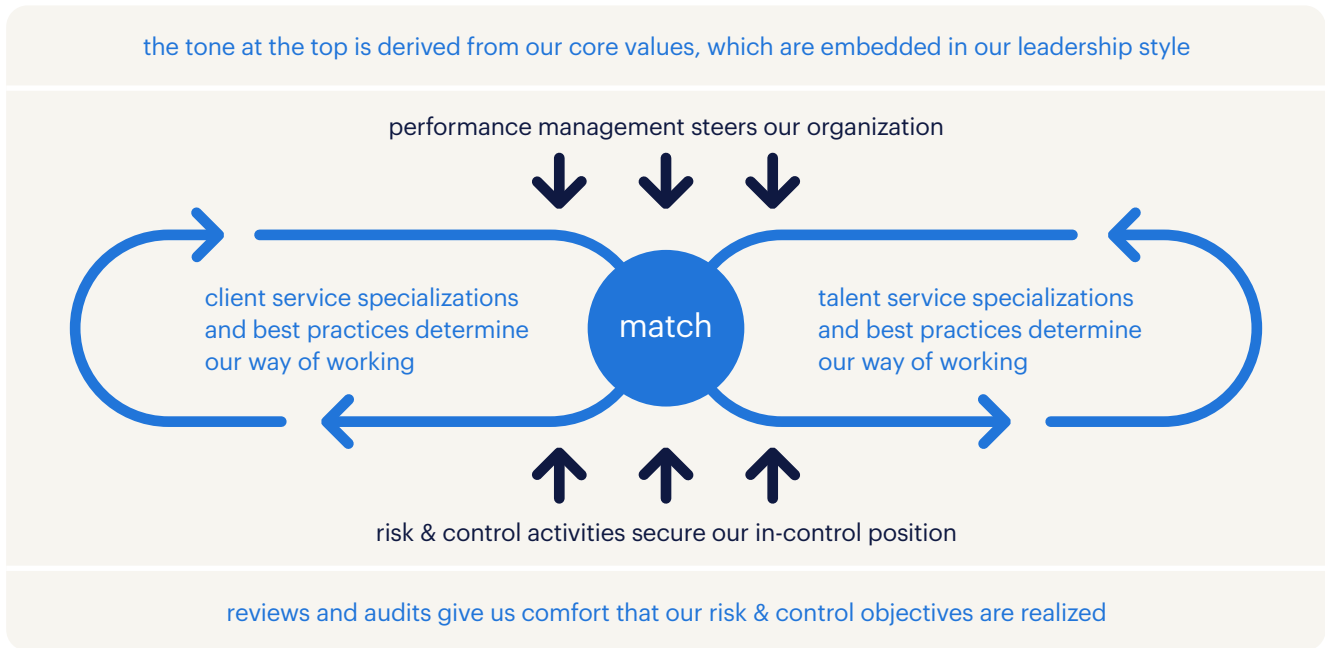 the tone at the top is derived from our core values, which are embedded in our leadership style
performance management steers our organization
client service specializations
and best practices determine
our way of working
match
talent service specializations
and best practices determine
our way of working
risk & control activities secure our in-control position
reviews and audits give us comfort that our risk & control objectives are realized